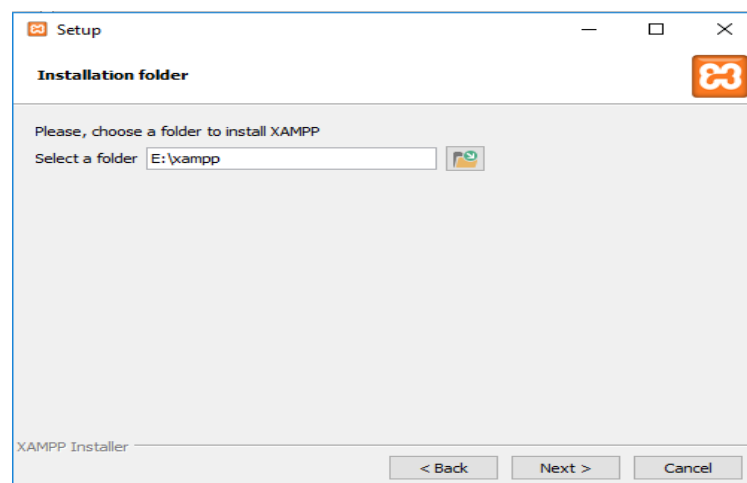 Setup
Installation folder
Please, choose a folder to install XAMPP
Select a folder E:\xampp
XAMPP Installer
< Back Next > Cancel